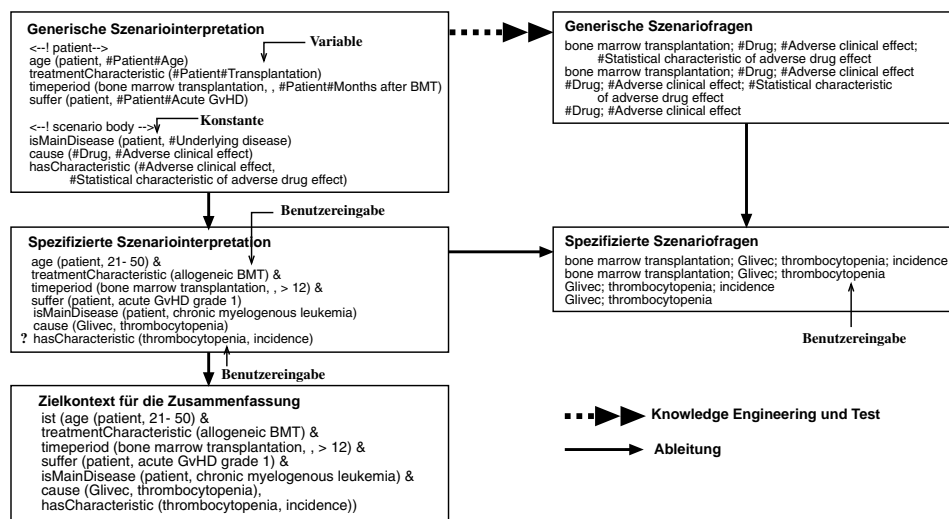 Generische Szenariointerpretation
<--! patient-->
Variable
age (patient, #Patient#Age)
treatmentCharacteristic (#Patient#Transplantation)
timeperiod (bone marrow transplantation, , #Patient#Months after BMT)
suffer (patient, #Patient#Acute GvHD)
Konstante
<--! scenario body -->
isMainDisease (patient, #Underlying disease)
cause (#Drug, #Adverse clinical effect)
hasCharacteristic (#Adverse clinical effect,
#Statistical characteristic of adverse drug effect)
Generische Szenariofragen
bone marrow transplantation; #Drug; #Adverse clinical effect;
#Statistical characteristic of adverse drug effect
bone marrow transplantation; #Drug; #Adverse clinical effect
#Drug; #Adverse clinical effect; #Statistical characteristic
of adverse drug effect
#Drug; #Adverse clinical effect
Benutzereingabe
Spezifizierte Szenariointerpretation
age (patient, 21- 50) &
treatmentCharacteristic (allogeneic BMT) &
timeperiod (bone marrow transplantation, , > 12) &
suffer (patient, acute GvHD grade 1)
isMainDisease (patient, chronic myelogenous leukemia)
cause (Glivec, thrombocytopenia)
? hasCharacteristic (thrombocytopenia, incidence)
Benutzereingabe
Spezifizierte Szenariofragen
bone marrow transplantation; Glivec; thrombocytopenia; incidence
bone marrow transplantation; Glivec; thrombocytopenia
Glivec; thrombocytopenia; incidence
Glivec; thrombocytopenia
Benutzereingabe
Zielkontext für die Zusammenfassung
ist (age (patient, 21- 50) &
treatmentCharacteristic (allogeneic BMT) &
timeperiod (bone marrow transplantation, , > 12) &
suffer (patient, acute GvHD grade 1) &
isMainDisease (patient, chronic myelogenous leukemia) &
cause (Glivec, thrombocytopenia),
hasCharacteristic (thrombocytopenia, incidence))
Knowledge Engineering und Test
Ableitung